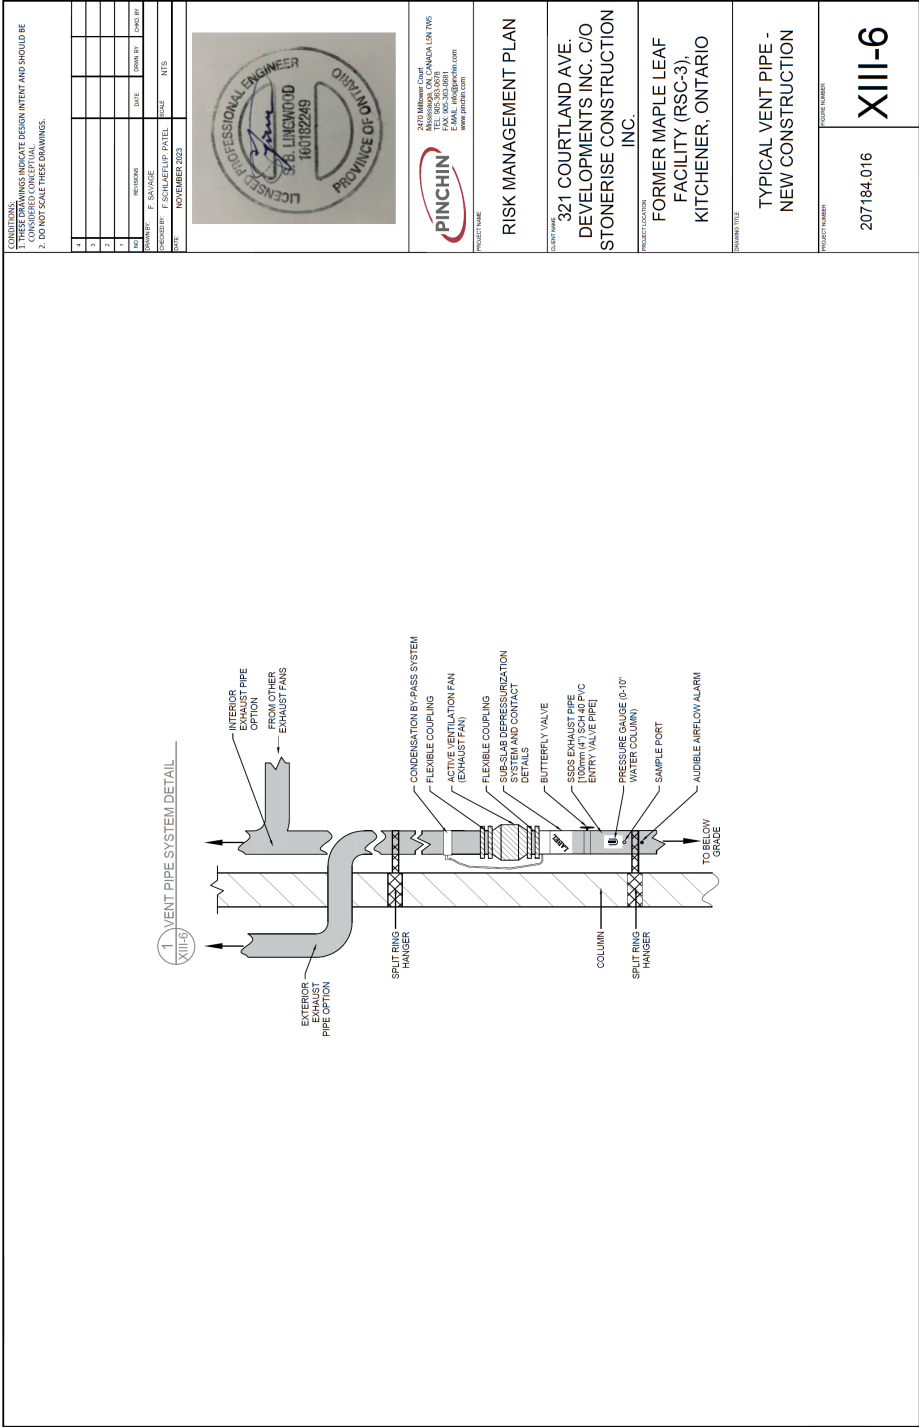 CONDITIONS:
1. THESE DRAWINGS INDICATE DESIGN INTENT AND SHOULD BE
CONSIDERED CONCEPTUAL.
2. DO NOT SCALE THESE DRAWINGS.
4
3
2
1
NO REVISIONS DATE DRWN BY CHKD BY
DRAWN BY: F. SAVAGE
CHECKED BY: F.SCHLAEFLI/P. PATEL SCALE NTS
DATE: NOVEMBER 2023
LICENSED PROFESSIONAL ENGINEER
S. B. LINGWOOD
100182249
PROVINCE OF ONTARIO
PINCHIN
2470 Milltower Court
Mississauga, ON, CANADA L5N 7W5
TEL: 905-363-0678
FAX: 905-363-0681
E-MAIL: info@pinchin.com
www.pinchin.com
PROJECT NAME
RISK MANAGEMENT PLAN
CLIENT NAME
321 COURTLAND AVE.
DEVELOPMENTS INC. C/O
STONERISE CONSTRUCTION
INC.
PROJECT LOCATION
FORMER MAPLE LEAF
FACILITY (RSC-3),
KITCHENER, ONTARIO
DRAWING TITLE
TYPICAL VENT PIPE -
NEW CONSTRUCTION
PROJECT NUMBER
207184.016
FIGURE NUMBER
XIII-6
1
XIII-6
VENT PIPE SYSTEM DETAIL
EXTERIOR
EXHAUST
PIPE OPTION
INTERIOR
EXHAUST PIPE
OPTION
FROM OTHER
EXHAUST FANS
SPLIT RING
HANGER
CONDENSATION BY-PASS SYSTEM
FLEXIBLE COUPLING
ACTIVE VENTILATION FAN
(EXHAUST FAN)
FLEXIBLE COUPLING
SUB-SLAB DEPRESSURIZATION
SYSTEM AND CONTACT
DETAILS
LABEL
BUTTERFLY VALVE
COLUMN
SSDS EXHAUST PIPE
[100mm (4") SCH 40 PVC
ENTRY VALVE PIPE]
PRESSURE GAUGE (0-10"
WATER COLUMN)
SPLIT RING
HANGER
SAMPLE PORT
AUDIBLE AIRFLOW ALARM
TO BELOW
GRADE